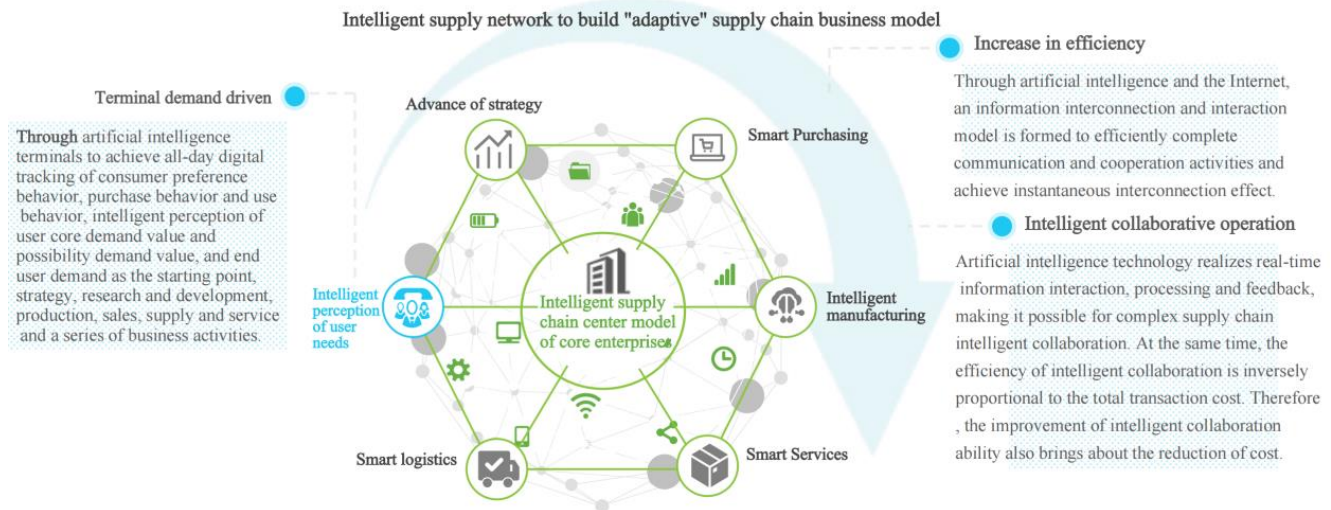 Intelligent supply network to build "adaptive" supply chain business model
Terminal demand driven
Through artificial intelligence
terminals to achieve all-day digital
tracking of consumer preference
behavior, purchase behavior and use
behavior, intelligent perception of
user core demand value and
possibility demand value, and end
user demand as the starting point,
strategy, research and development,
production, sales, supply and service
and a series of business activities.
Advance of strategy
Smart Purchasing
Intelligent
perception
of user
needs
Intelligent supply
chain center model
of core enterprises
Intelligent
manufacturing
Smart logistics
Smart Services
Increase in efficiency
Through artificial intelligence and the Internet,
an information interconnection and interaction
model is formed to efficiently complete
communication and cooperation activities and
achieve instantaneous interconnection effect.
Intelligent collaborative operation
Artificial intelligence technology realizes real-time
information interaction, processing and feedback,
making it possible for complex supply chain
intelligent collaboration. At the same time, the
efficiency of intelligent collaboration is inversely
proportional to the total transaction cost. Therefore
, the improvement of intelligent collaboration
ability also brings about the reduction of cost.